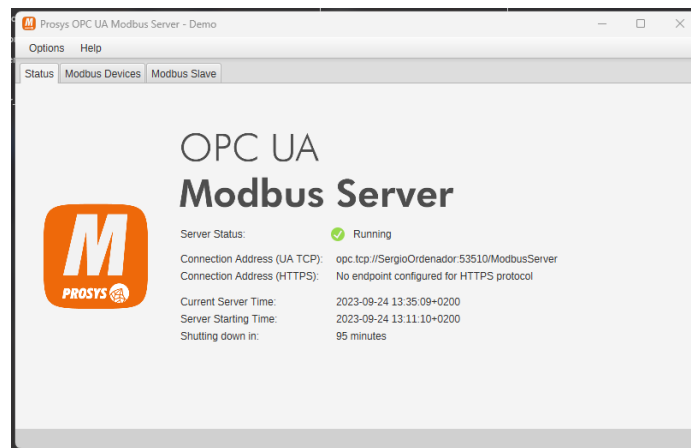 Prosys OPC UA Modbus Server - Demo
Options Help
Status Modbus Devices Modbus Slave
OPC UA
Modbus Server
M
PROSYS
Server Status: Running
Connection Address (UA TCP): opc.tcp://SergioOrdenador:53510/ModbusServer
Connection Address (HTTPS): No endpoint configured for HTTPS protocol
Current Server Time: 2023-09-24 13:35:09+0200
Server Starting Time: 2023-09-24 13:11:10+0200
Shutting down in: 95 minutes